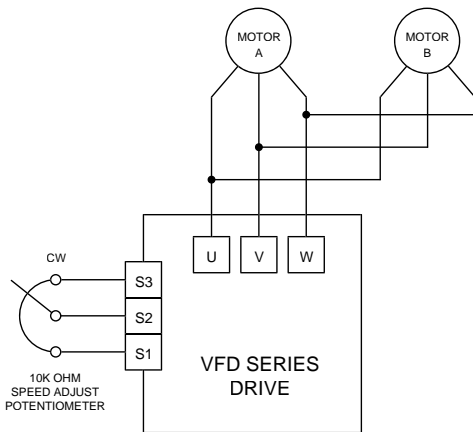 MOTOR
A
MOTOR
B
U
V
W
CW
S3
S2
S1
10K OHM
SPEED ADJUST
POTENTIOMETER
VFD SERIES
DRIVE